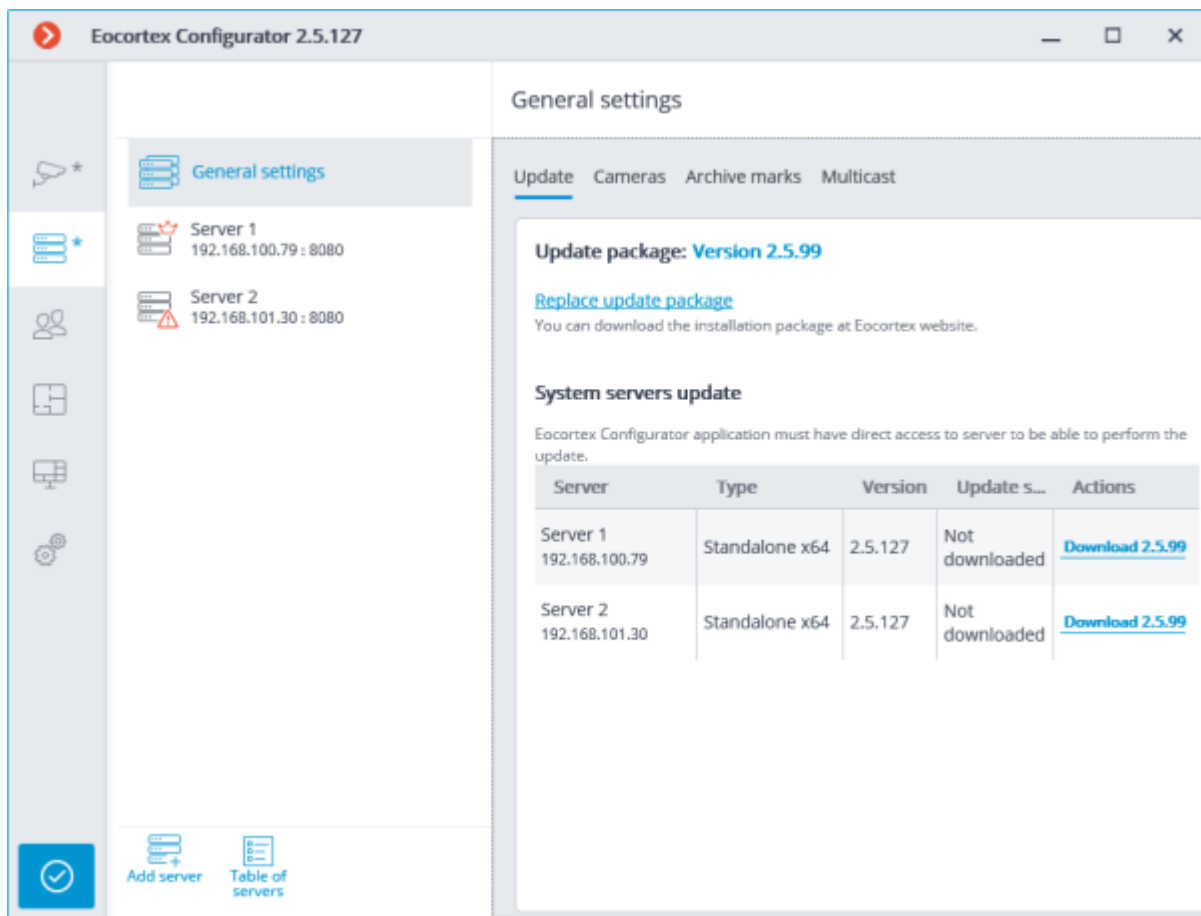 Eocortex Configurator 2.5.127
General settings
General settings
Server 1
192.168.100.79 : 8080
Server 2
192.168.101.30 : 8080
Add server
Table of
servers
Update Cameras Archive marks Multicast
Update package: Version 2.5.99
Replace update package
You can download the installation package at Eocortex website.
System servers update
Eocortex Configurator application must have direct access to server to be able to perform the
update.
Server Type Version Update s... Actions
Server 1
192.168.100.79
Standalone x64
2.5.127
Not
downloaded
Download 2.5.99
Server 2
192.168.101.30
Standalone x64
2.5.127
Not
downloaded
Download 2.5.99